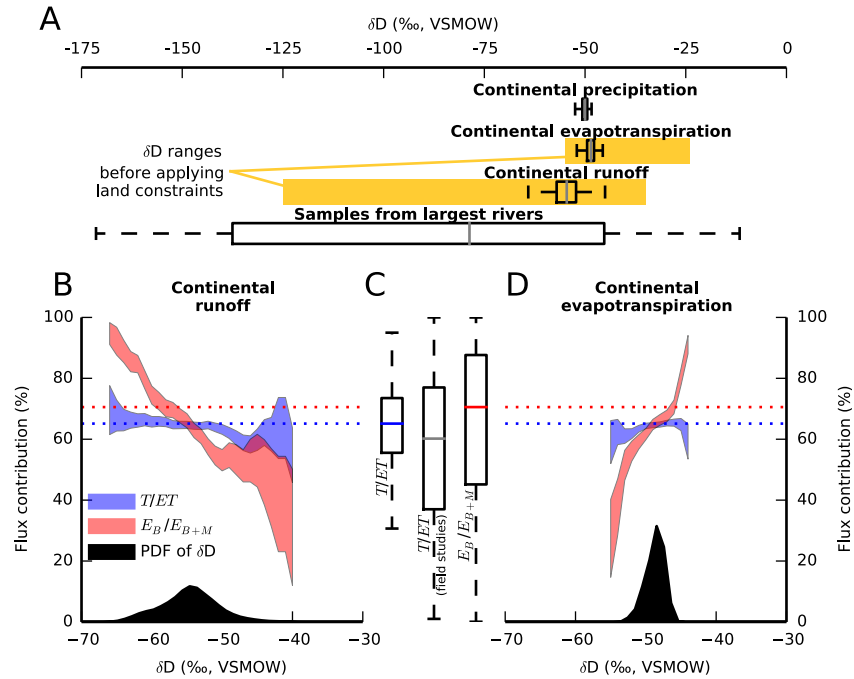 A
δD (‰, VSMOW)
-175 -150 -125 -100 -75 -50 -25 0
Continental precipitation
Continental evapotranspiration
δD ranges
before applying
land constraints
Continental runoff
Samples from largest rivers
B
Continental
runoff
C
D
Continental
evapotranspiration
Flux contribution (%)
100
80
60
40
20
0
T/ET
E_B/E_{B+M}
PDF of δD
−70 −60 −50 −40 −30
δD (‰, VSMOW)
T/ET
T/ET
(field studies)
E_B/E_{B+M}
100
80
60
40
20
0
Flux contribution (%)
−70 −60 −50 −40 −30
δD (‰, VSMOW)